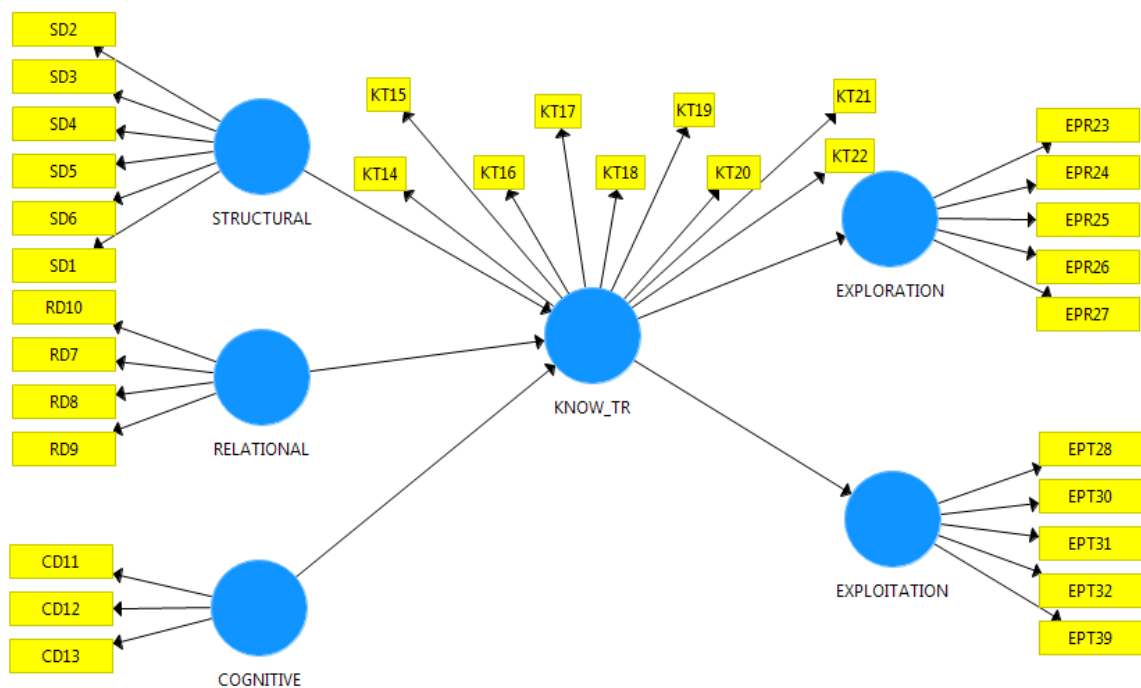 SD2
SD3
SD4
SD5
SD6
SD1
STRUCTURAL
RD10
RD7
RD8
RD9
RELATIONAL
CD11
CD12
CD13
COGNITIVE
KT15
KT17
KT19
KT21
KT14
KT16
KT18
KT20
KT22
KNOW_TR
EPR23
EPR24
EPR25
EPR26
EPR27
EXPLORATION
EPT28
EPT30
EPT31
EPT32
EPT39
EXPLOITATION